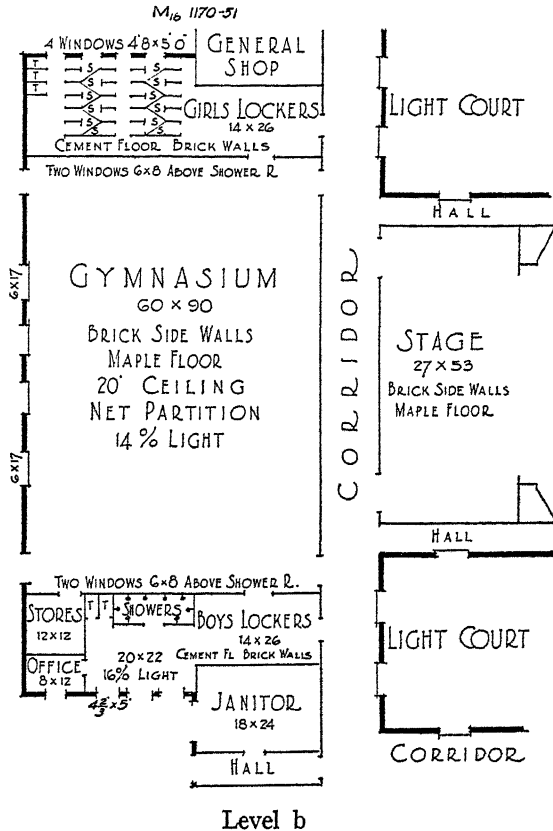 M16 1170-51
4 WINDOWS 4'8×5'0"
GENERAL
SHOP
T
T
T
S
S
S
S
S
S
S
S
S
S
S
S
GIRLS LOCKERS
14 × 26
CEMENT FLOOR BRICK WALLS
TWO WINDOWS 6×8 ABOVE SHOWER R
LIGHT COURT
HALL
6×17
6×17
GYMNASIUM
60 × 90
BRICK SIDE WALLS
MAPLE FLOOR
20' CEILING
NET PARTITION
14 % LIGHT
CORRIDOR
STAGE
27 × 53
BRICK SIDE WALLS
MAPLE FLOOR
HALL
TWO WINDOWS 6×8 ABOVE SHOWER R.
STORES
12×12
T
T
SHOWERS
BOYS LOCKERS
14 × 26
CEMENT FL BRICK WALLS
OFFICE
8×12
20×22
16% LIGHT
4 2/3' × 5'
JANITOR
18×24
HALL
LIGHT COURT
CORRIDOR
Level b